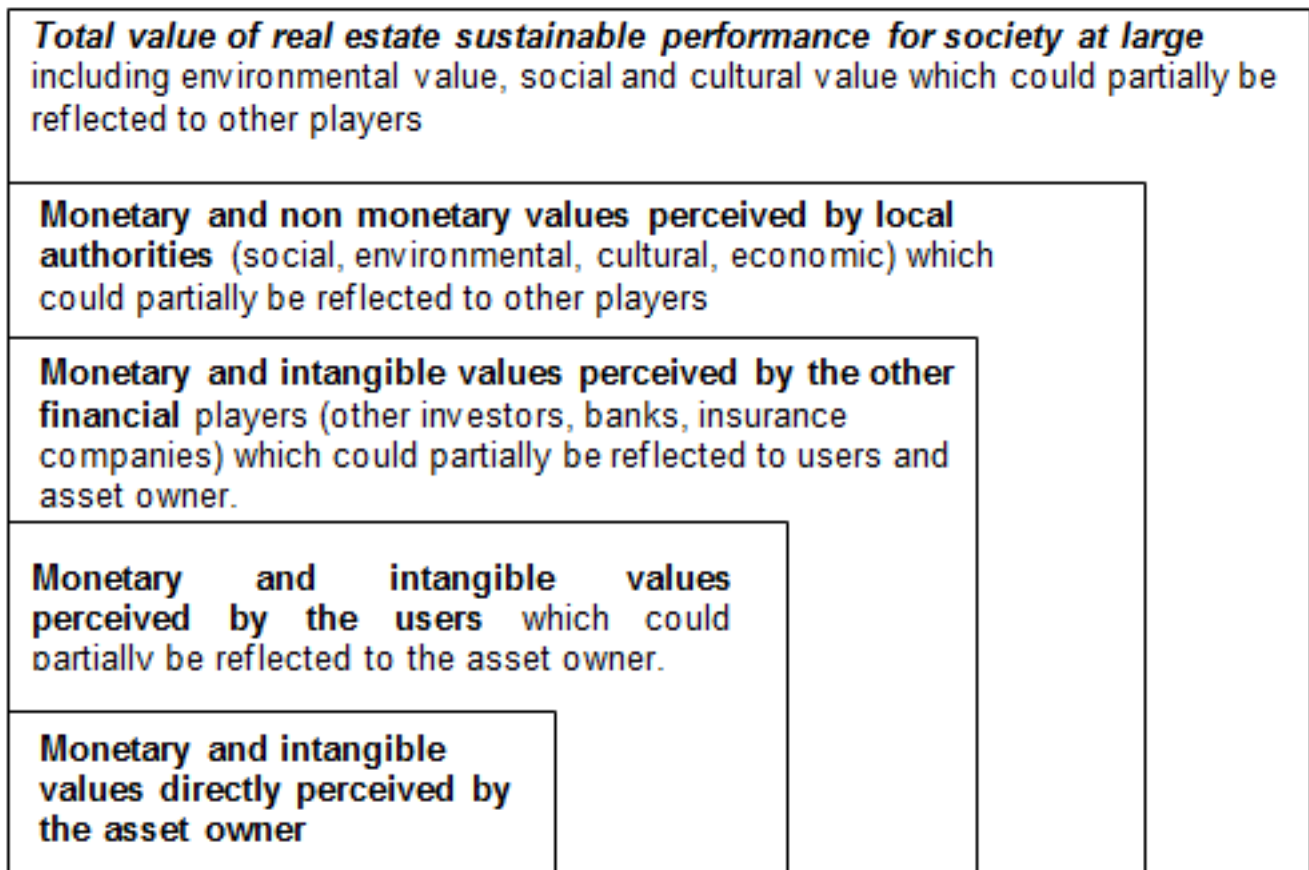 Total value of real estate sustainable performance for society at large
including environmental value, social and cultural value which could partially be
reflected to other players
Monetary and non monetary values perceived by local
authorities (social, environmental, cultural, economic) which
could partially be reflected to other players
Monetary and intangible values perceived by the other
financial players (other investors, banks, insurance
companies) which could partially be reflected to users and
asset owner.
Monetary and intangible values
perceived by the users which could
partially be reflected to the asset owner.
Monetary and intangible
values directly perceived by
the asset owner